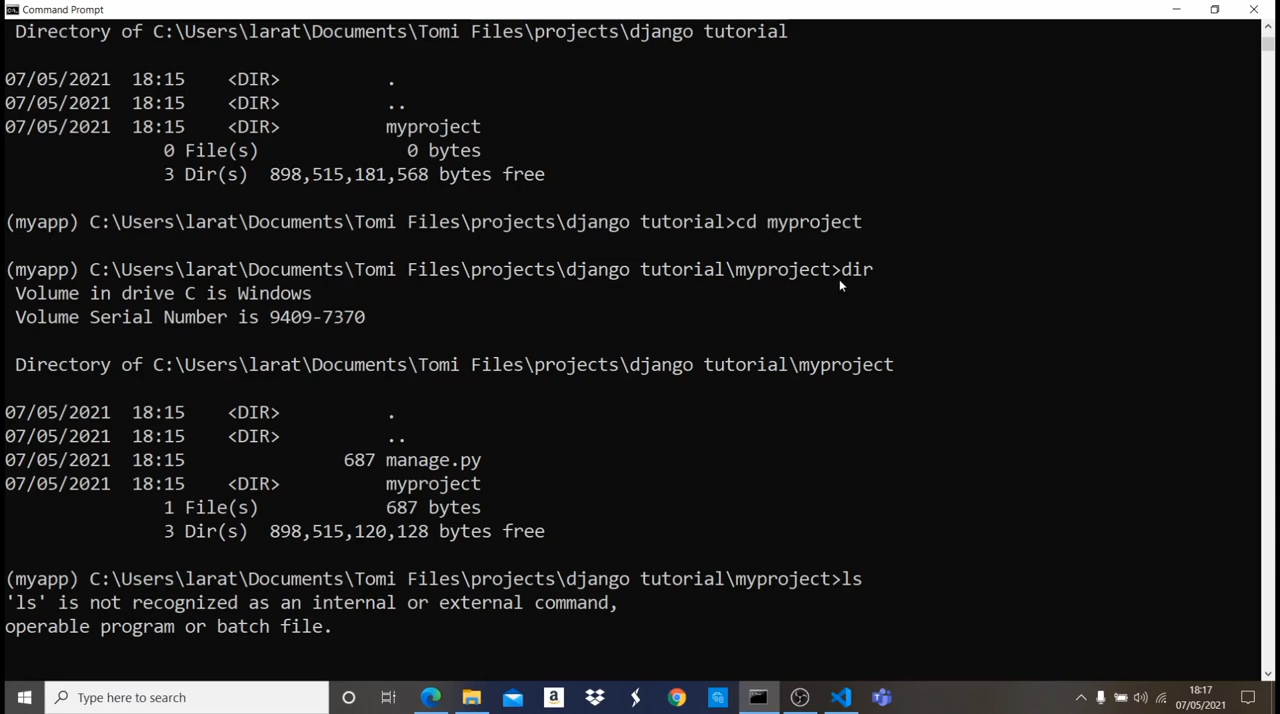 Command Prompt
Directory of C:\Users\larat\Documents\Tomi Files\projects\django tutorial
07/05/2021  18:15    <DIR>          .
07/05/2021  18:15    <DIR>          ..
07/05/2021  18:15    <DIR>          myproject
0 File(s)              0 bytes
3 Dir(s)  898,515,181,568 bytes free
(myapp) C:\Users\larat\Documents\Tomi Files\projects\django tutorial>cd myproject
(myapp) C:\Users\larat\Documents\Tomi Files\projects\django tutorial\myproject>dir
Volume in drive C is Windows
Volume Serial Number is 9409-7370
Directory of C:\Users\larat\Documents\Tomi Files\projects\django tutorial\myproject
07/05/2021  18:15    <DIR>          .
07/05/2021  18:15    <DIR>          ..
07/05/2021  18:15               687 manage.py
07/05/2021  18:15    <DIR>          myproject
1 File(s)            687 bytes
3 Dir(s)  898,515,120,128 bytes free
(myapp) C:\Users\larat\Documents\Tomi Files\projects\django tutorial\myproject>ls
'ls' is not recognized as an internal or external command,
operable program or batch file.
Type here to search
18:17
07/05/2021